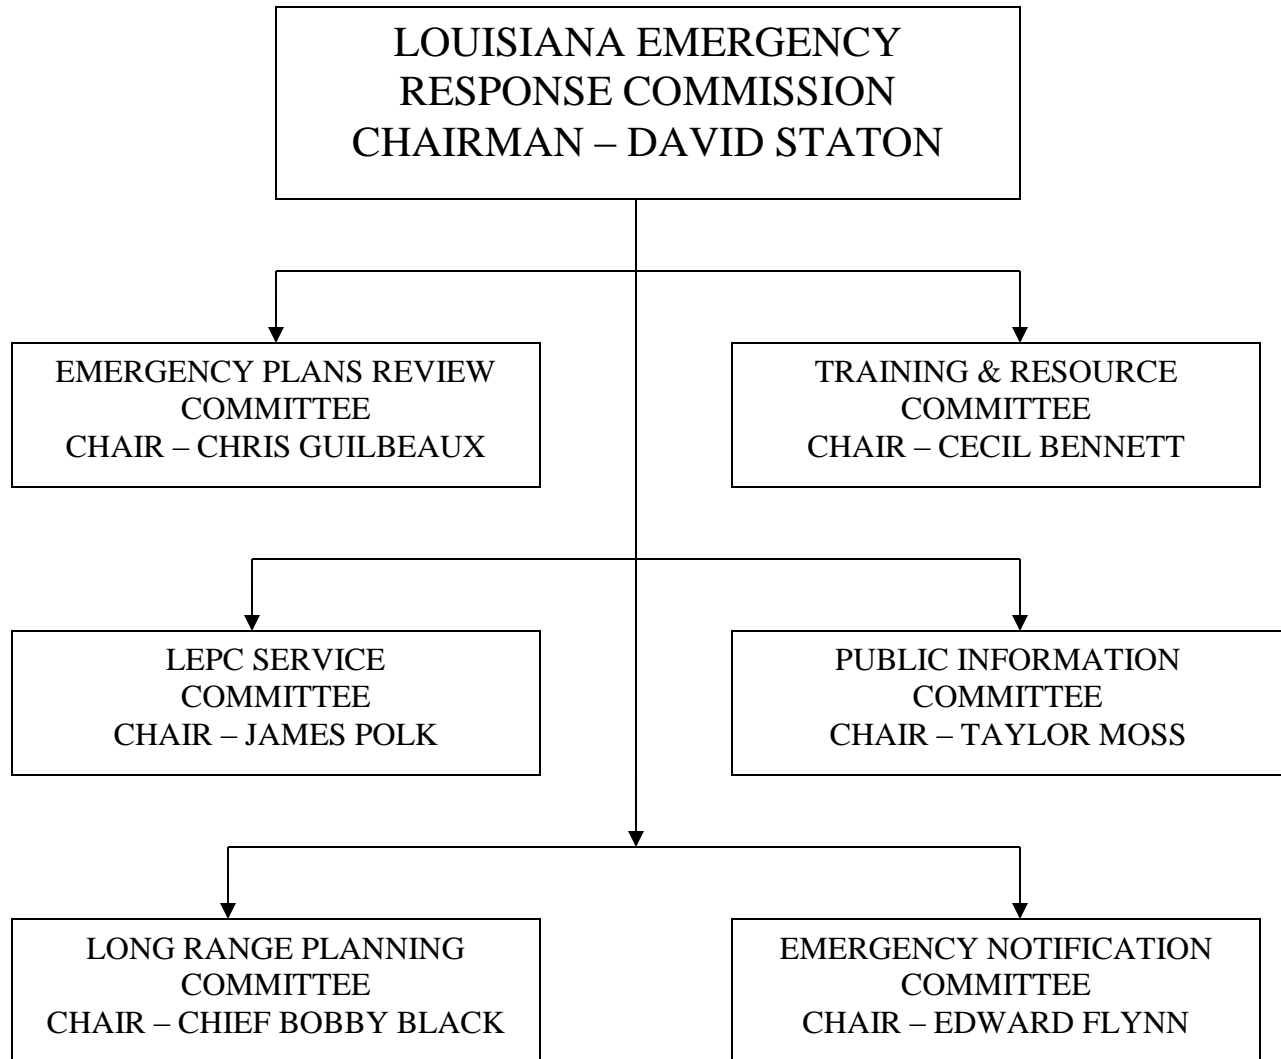 LOUISIANA EMERGENCY
RESPONSE COMMISSION
CHAIRMAN – DAVID STATON
EMERGENCY PLANS REVIEW
COMMITTEE
CHAIR – CHRIS GUILBEAUX
TRAINING & RESOURCE
COMMITTEE
CHAIR – CECIL BENNETT
LEPC SERVICE
COMMITTEE
CHAIR – JAMES POLK
PUBLIC INFORMATION
COMMITTEE
CHAIR – TAYLOR MOSS
LONG RANGE PLANNING
COMMITTEE
CHAIR – CHIEF BOBBY BLACK
EMERGENCY NOTIFICATION
COMMITTEE
CHAIR – EDWARD FLYNN